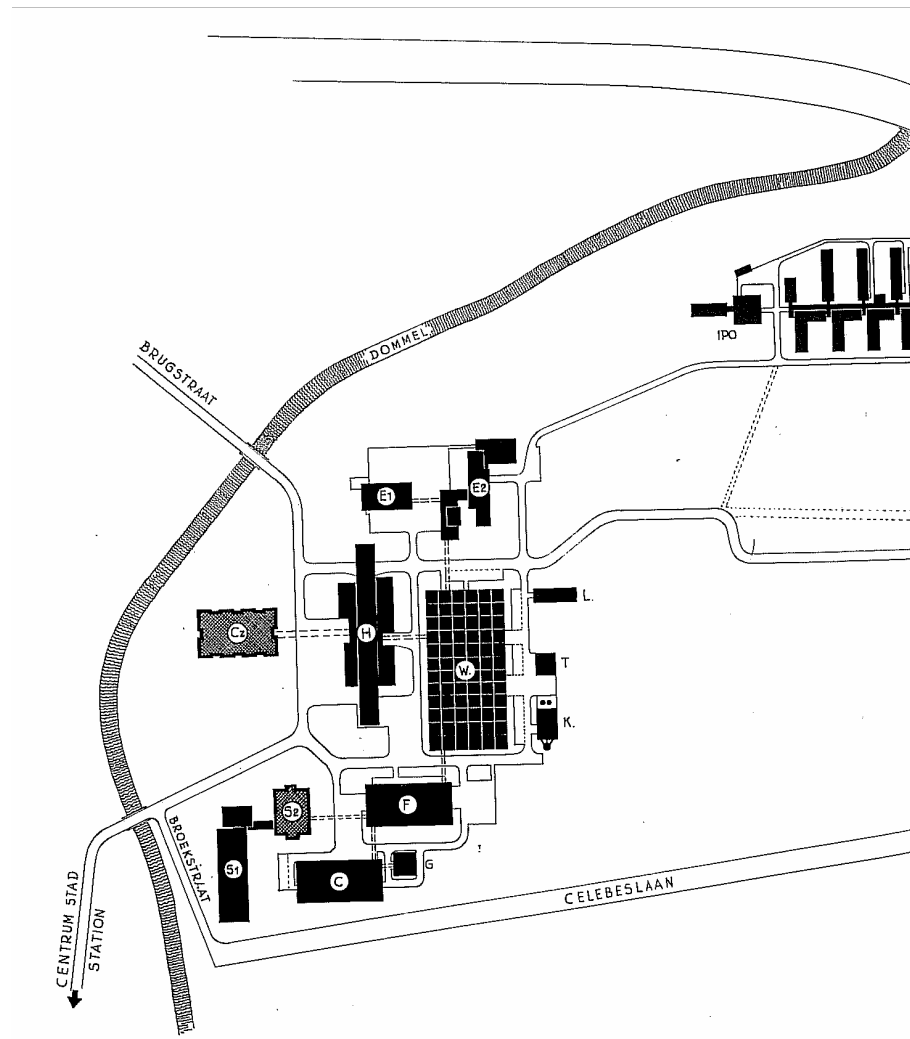 DOMMEL
IPO
BRUGSTRAAT
E1
E2
L.
Cz
H
W.
T
K.
S2
F
S1
C
G
BROEKSTRAAT
CELEBESLAAN
CENTRUM STAD
STATION